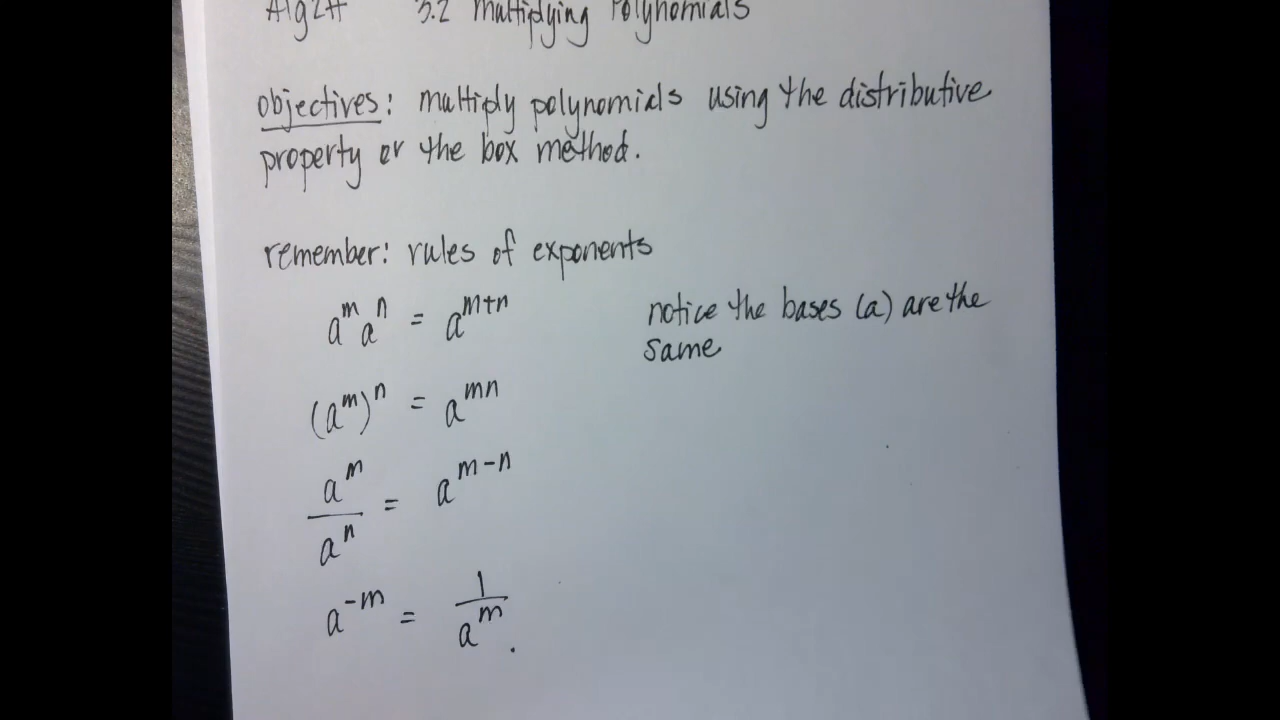 Alg2H 3.2 Multiplying Polynomials
objectives: multiply polynomials using the distributive
property or the box method.
remember: rules of exponents
a^m a^n = a^{m+n} notice the bases (a) are the
same
(a^m)^n = a^{mn}
a^m / a^n = a^{m-n}
a^{-m} = 1 / a^m.